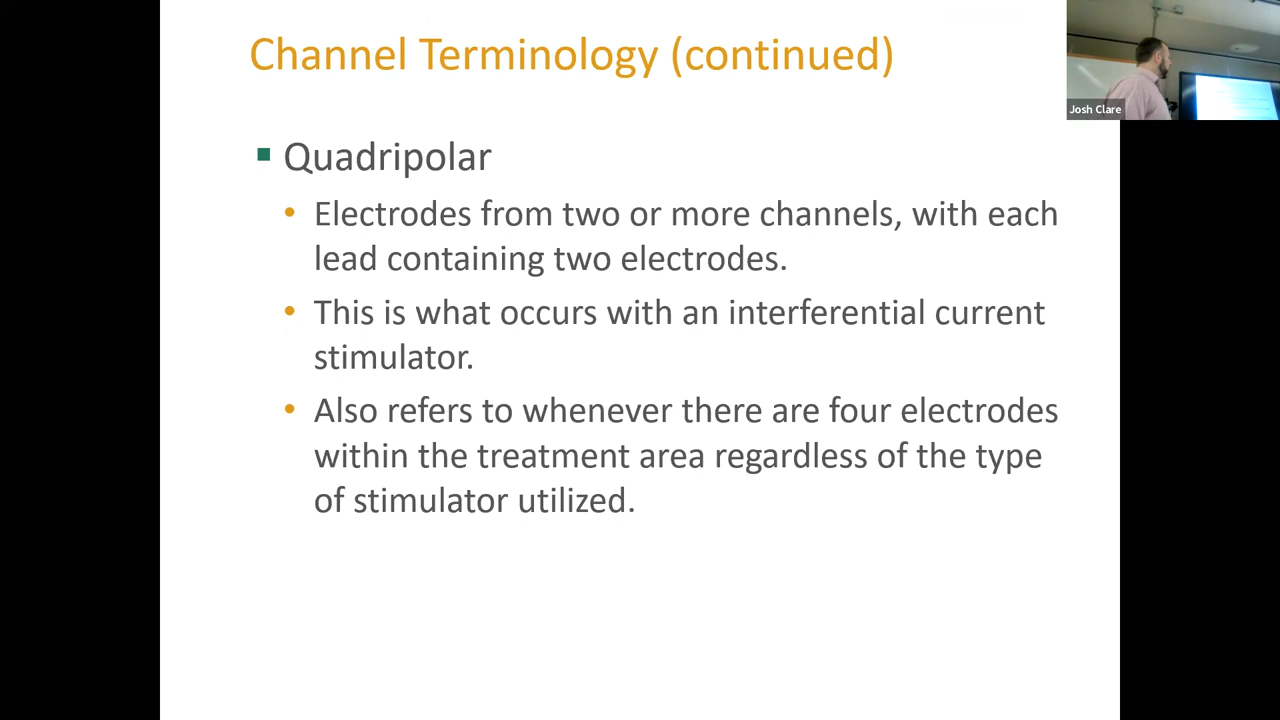 Channel Terminology (continued)
Josh Clare
Quadripolar
Electrodes from two or more channels, with each
lead containing two electrodes.
This is what occurs with an interferential current
stimulator.
Also refers to whenever there are four electrodes
within the treatment area regardless of the type
of stimulator utilized.